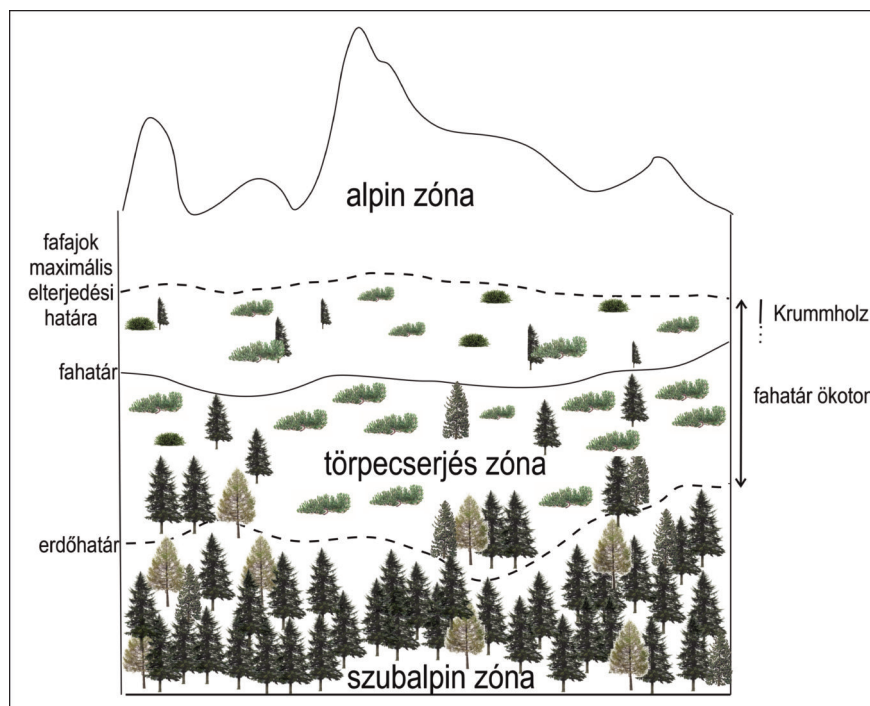 alpin zóna
fafajok
maximális
elterjedési
határa
Krummholz
fahatár
fahatár ökoton
törpecserjés zóna
erdőhatár
szubalpin zóna